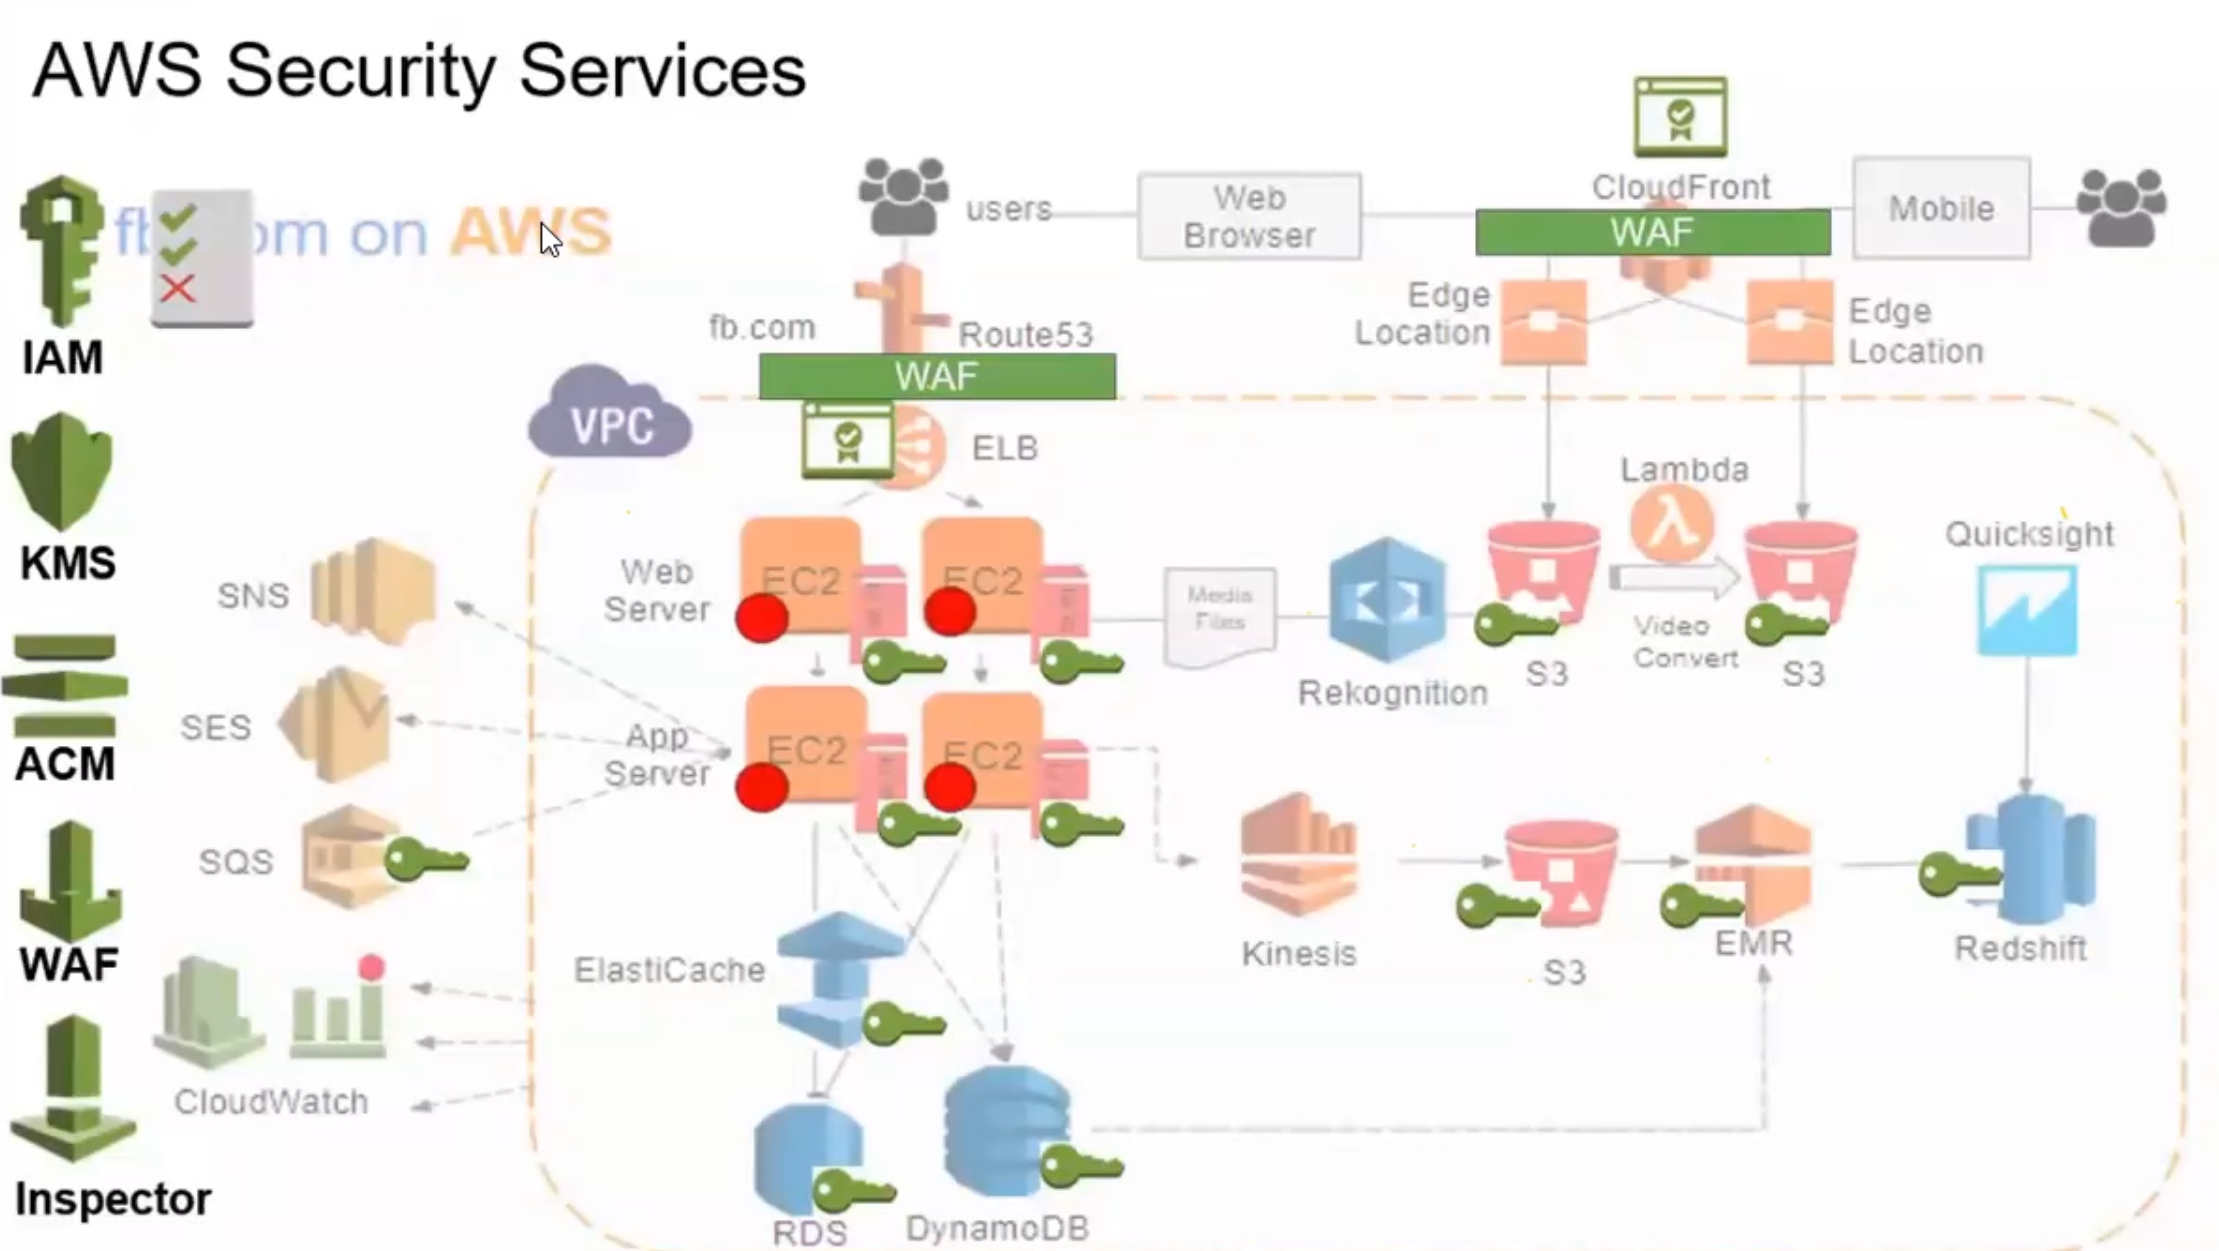 AWS Security Services
fb
om on AWS
IAM
KMS
ACM
WAF
Inspector
users
Web
Browser
CloudFront
WAF
Mobile
Edge
Location
Edge
Location
fb.com
Route53
WAF
VPC
ELB
Lambda
Quicksight
SNS
Web
Server
EC2
EC2
Media
Files
Rekognition
S3
Video
Convert
S3
SES
App
Server
EC2
EC2
SQS
Kinesis
S3
EMR
Redshift
ElastiCache
CloudWatch
RDS
DynamoDB